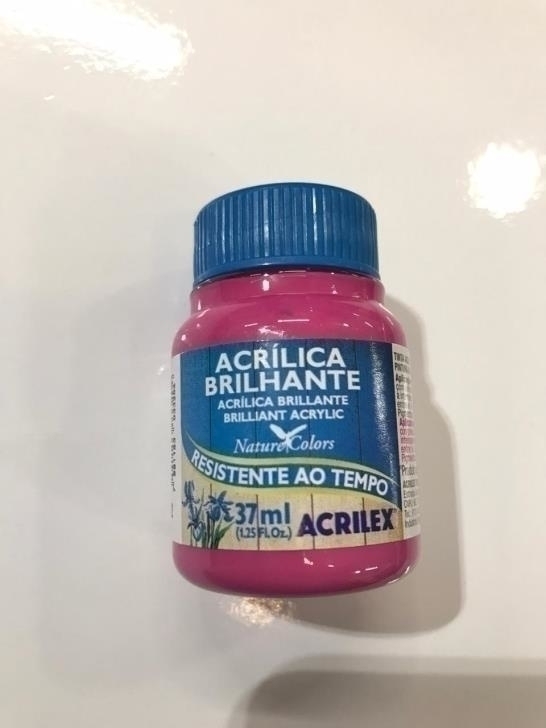 ACRÍLICA
BRILHANTE
ACRÍLICA BRILLANTE
BRILLIANT ACRYLIC
Nature Colors
RESISTENTE AO TEMPO
37ml
(1.25 Fl. Oz.)
ACRILEX